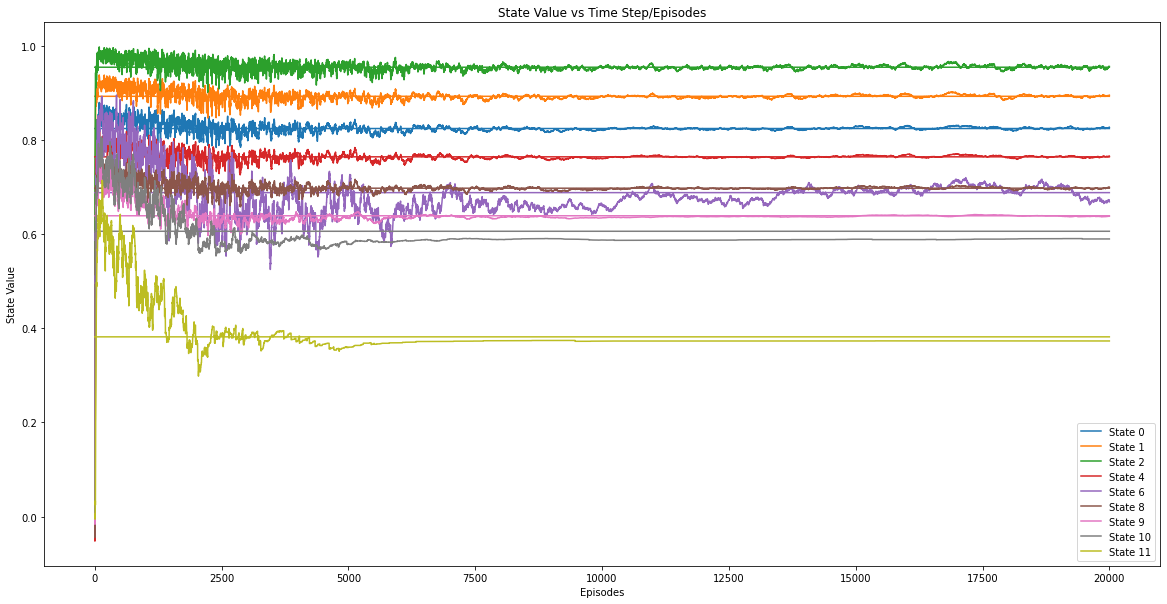 State Value vs Time Step/Episodes
1.0
0.8
0.6
0.4
0.2
0.0
State Value
0 2500 5000 7500 10000 12500 15000 17500 20000
Episodes
State 0
State 1
State 2
State 4
State 6
State 8
State 9
State 10
State 11